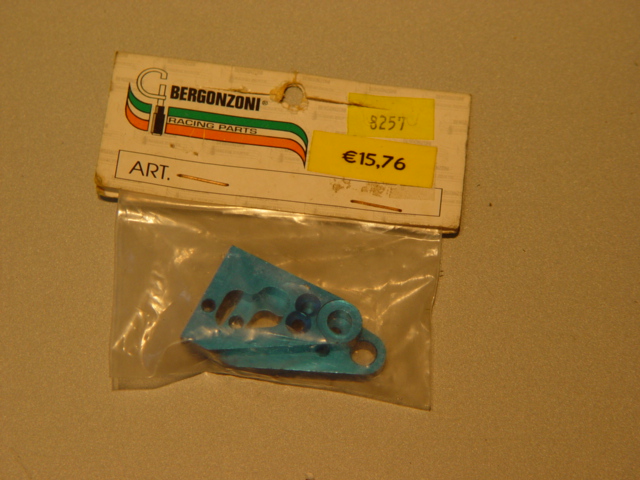 BERGONZONI®
RACING PARTS
8257
€15,76
ART.